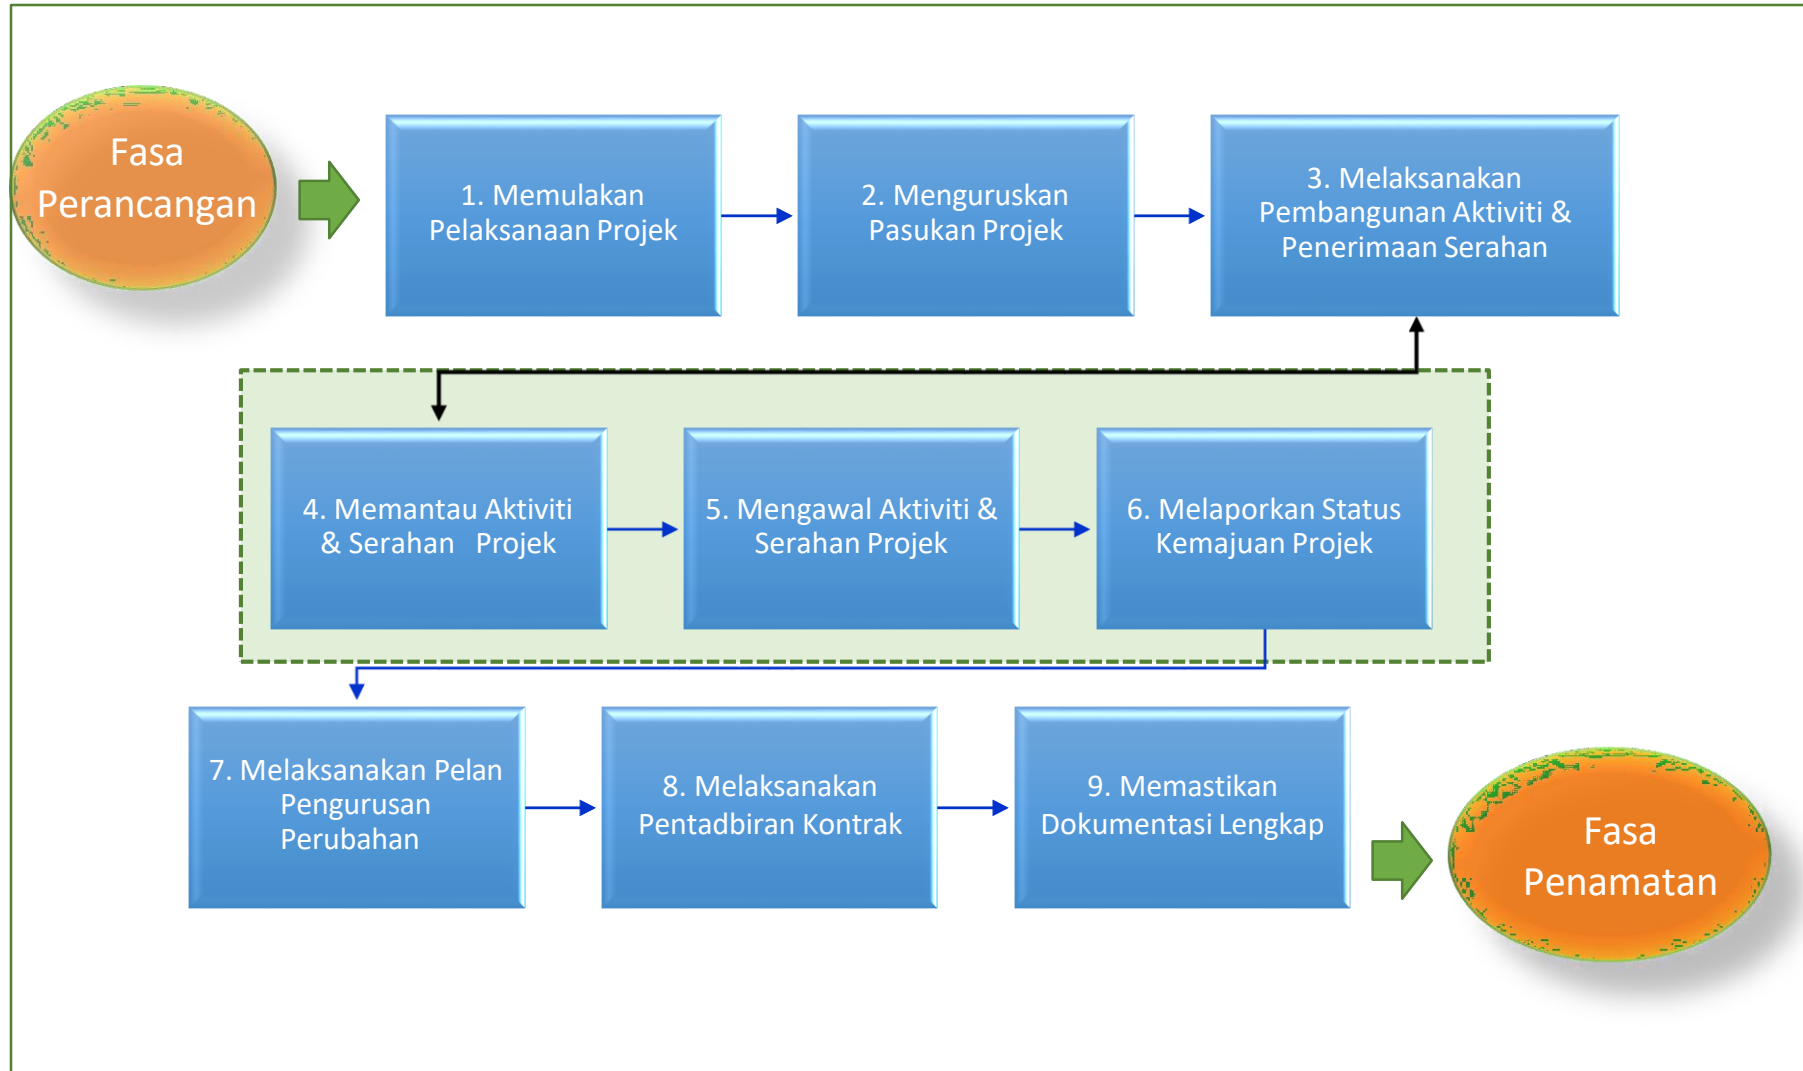 Fasa
Perancangan
1. Memulakan
Pelaksanaan Projek
2. Menguruskan
Pasukan Projek
3. Melaksanakan
Pembangunan Aktiviti &
Penerimaan Serahan
4. Memantau Aktiviti
& Serahan Projek
5. Mengawal Aktiviti &
Serahan Projek
6. Melaporkan Status
Kemajuan Projek
7. Melaksanakan Pelan
Pengurusan
Perubahan
8. Melaksanakan
Pentadbiran Kontrak
9. Memastikan
Dokumentasi Lengkap
Fasa
Penamatan